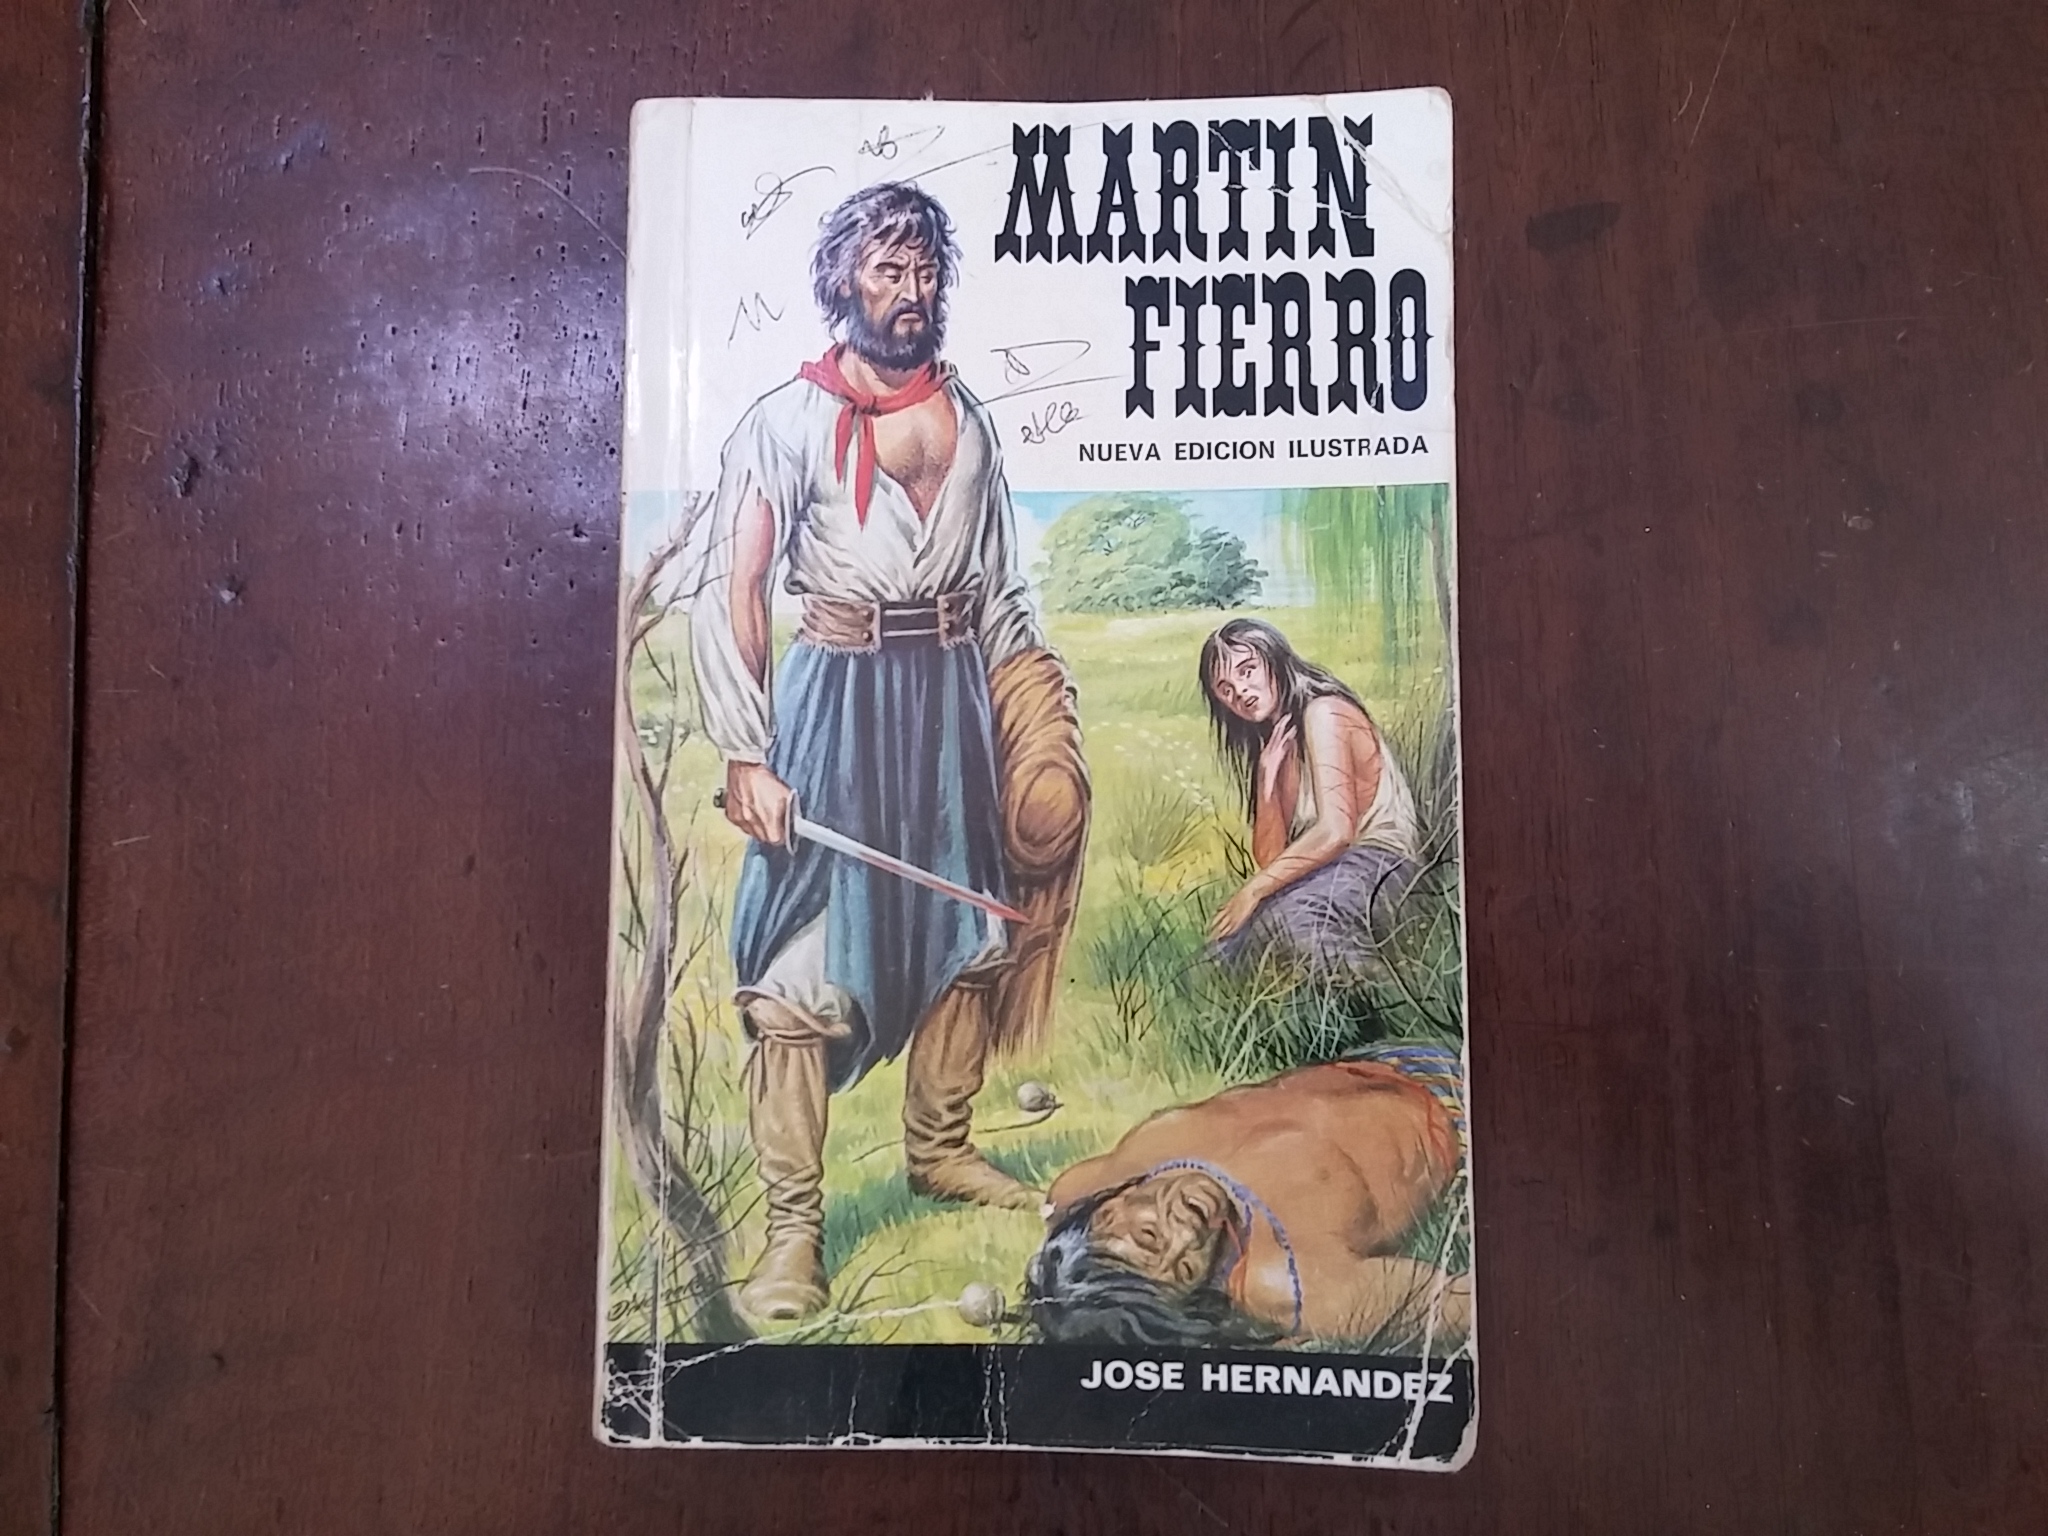 MARTIN
FIERRO
NUEVA EDICION ILUSTRADA
JOSE HERNANDEZ